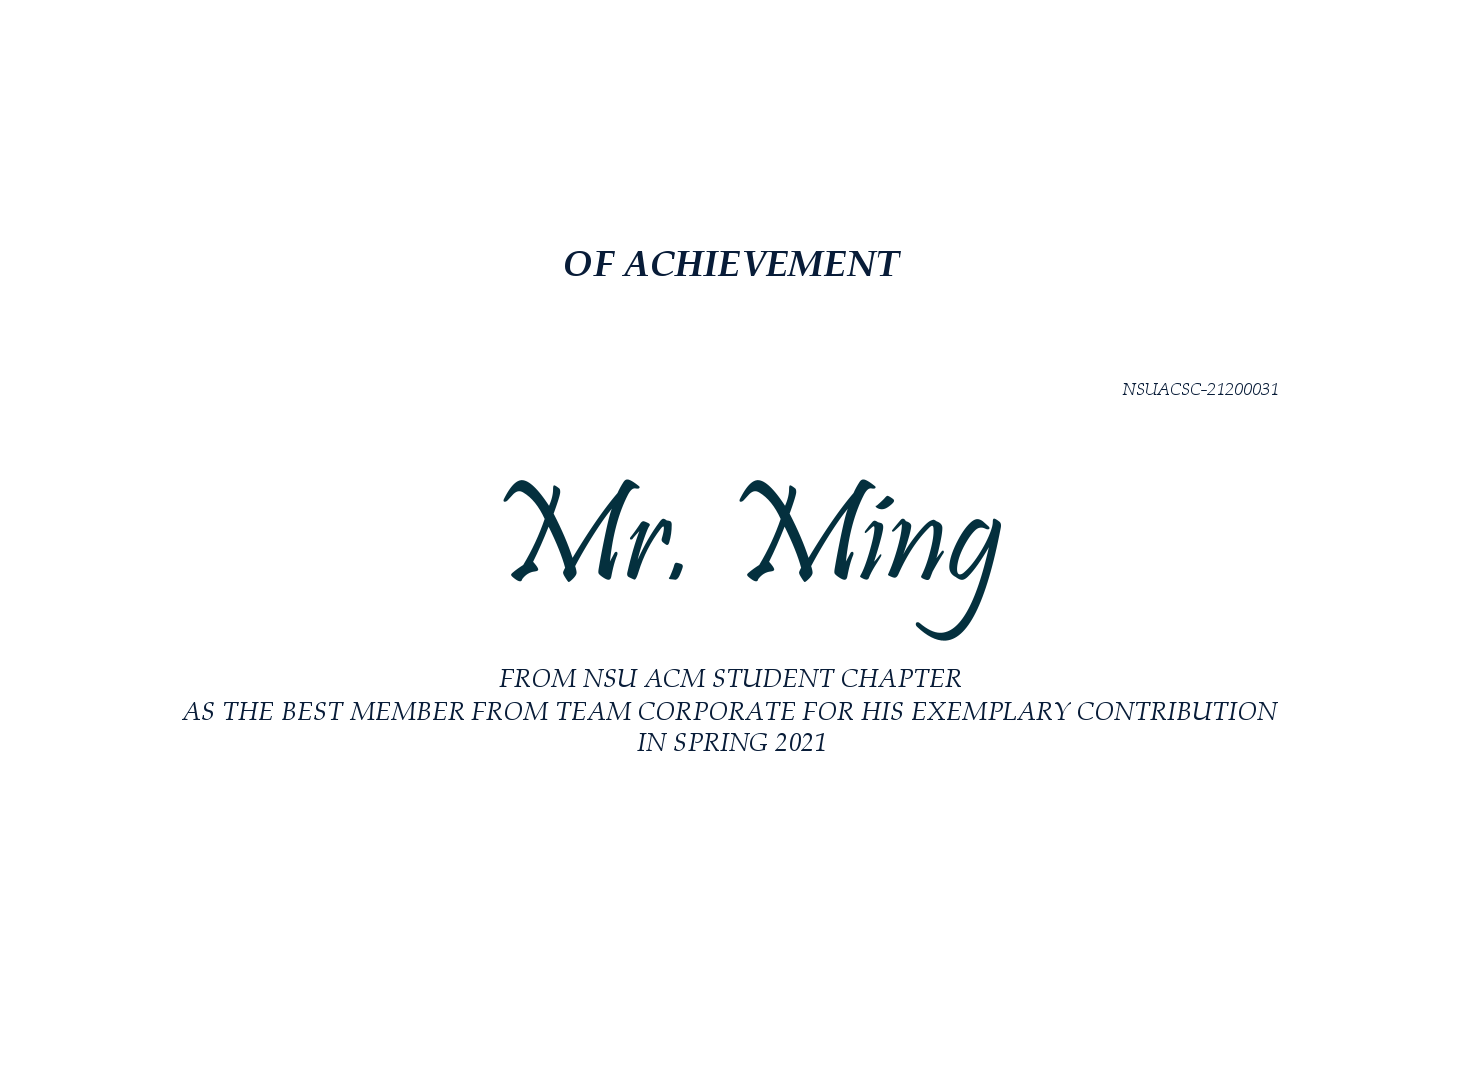 OF ACHIEVEMENT
NSUACSC-21200031
Mr. Ming
FROM NSU ACM STUDENT CHAPTER
AS THE BEST MEMBER FROM TEAM CORPORATE FOR HIS EXEMPLARY CONTRIBUTION
IN SPRING 2021